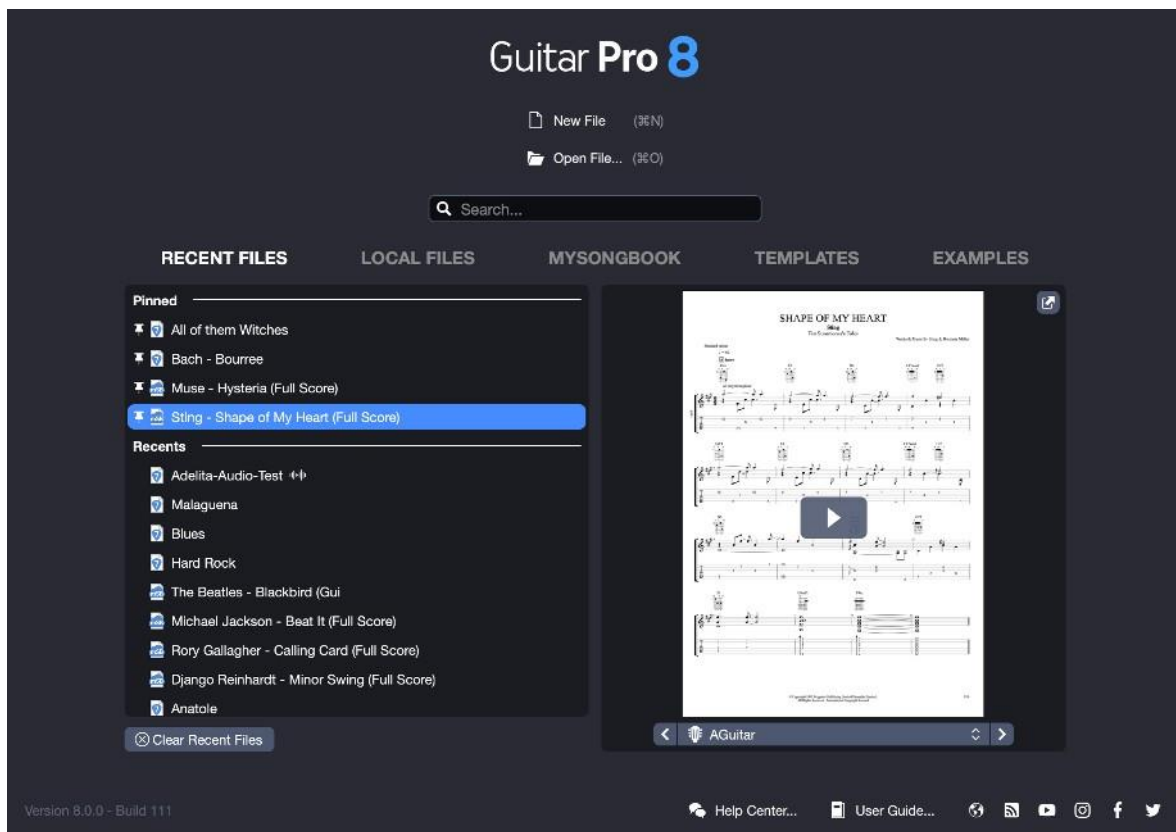 Guitar Pro 8
New File (⌘N)
Open File... (⌘O)
Search...
RECENT FILES LOCAL FILES MYSONGBOOK TEMPLATES EXAMPLES
Pinned
All of them Witches
Bach - Bourree
Muse - Hysteria (Full Score)
Sting - Shape of My Heart (Full Score)
Recents
Adelita-Audio-Test
Malaguena
Blues
Hard Rock
The Beatles - Blackbird (Gui
Michael Jackson - Beat It (Full Score)
Rory Gallagher - Calling Card (Full Score)
Django Reinhardt - Minor Swing (Full Score)
Anatole
Clear Recent Files
SHAPE OF MY HEART
Sting
AGuitar
Version 8.0.0 - Build 111
Help Center... User Guide...